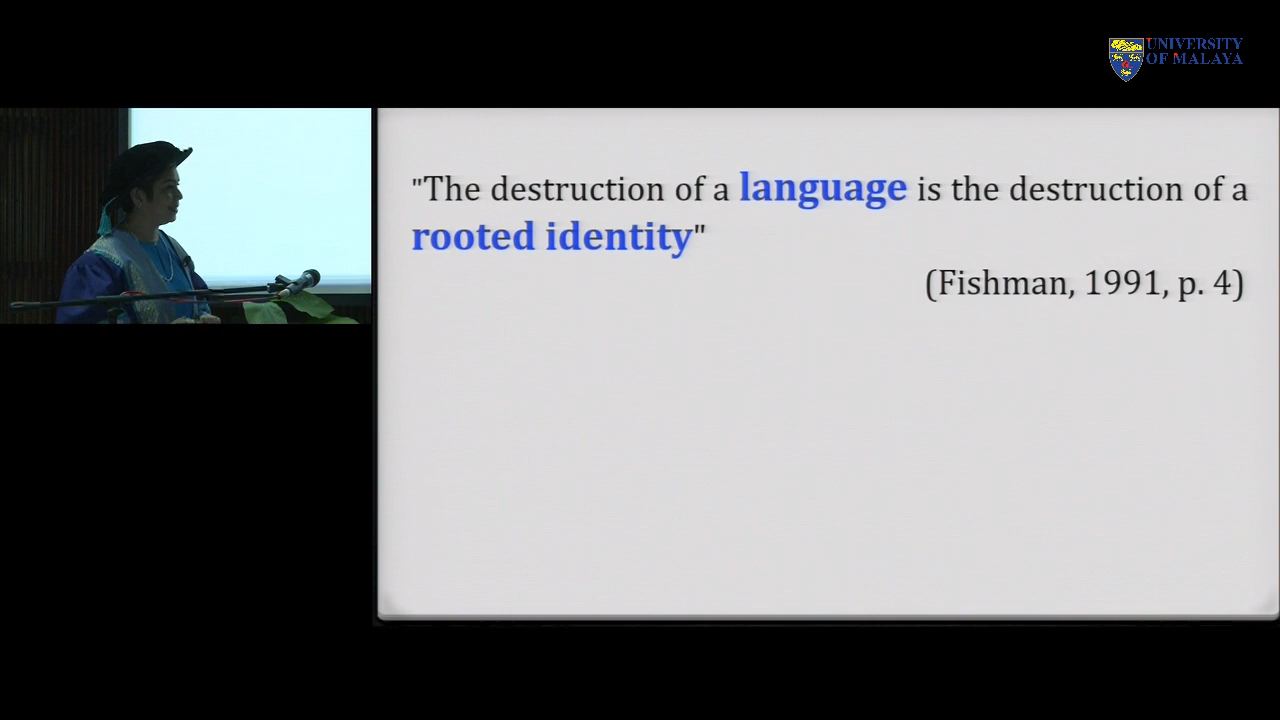 UNIVERSITY
OF MALAYA
"The destruction of a language is the destruction of a
rooted identity"
(Fishman, 1991, p. 4)